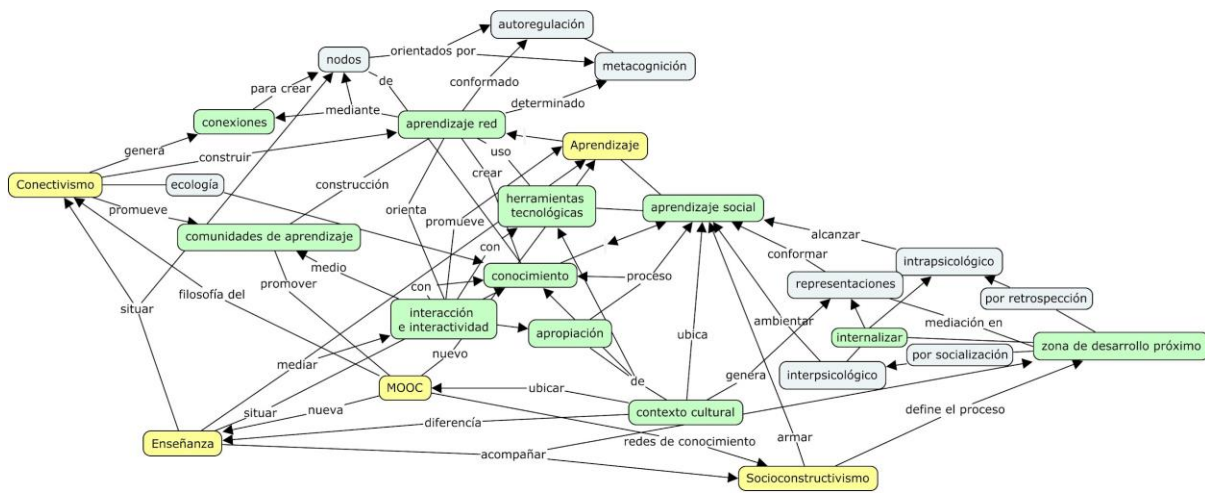 autoregulación
nodos
orientados por
metacognición
de
conformado
para crear
determinado
conexiones
mediante
aprendizaje red
genera
construir
uso
Aprendizaje
Conectivismo
ecología
construcción
crear
herramientas
tecnológicas
aprendizaje social
promueve
orienta
promueve
comunidades de aprendizaje
con
alcanzar
conformar
intrapsicológico
medio
conocimiento
proceso
representaciones
por retrospección
situar
filosofía del
promover
con
interacción
e interactividad
apropiación
ubica
ambientar
mediación en
internalizar
zona de desarrollo próximo
mediar
nuevo
por socialización
interpsicológico
MOOC
ubicar
de
genera
situar
nueva
contexto cultural
define el proceso
diferencía
Enseñanza
redes de conocimiento
armar
acompañar
Socioconstructivismo